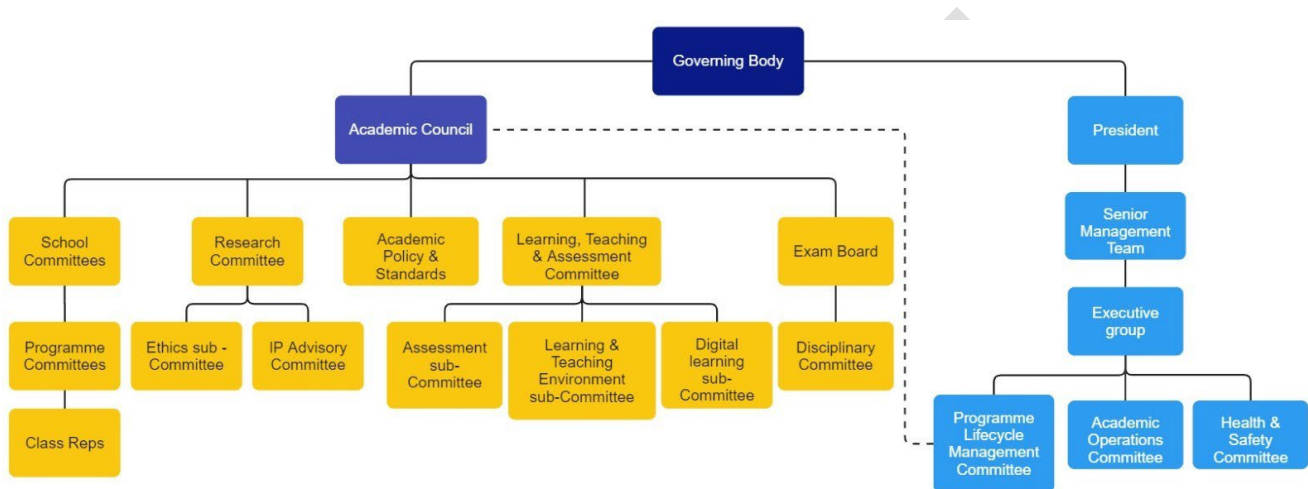 Governing Body
Academic Council
President
School
Committees
Research
Committee
Academic
Policy &
Standards
Learning, Teaching
& Assessment
Committee
Exam Board
Senior
Management
Team
Programme
Committees
Ethics sub -
Committee
IP Advisory
Committee
Assessment
sub-
Committee
Learning &
Teaching
Environment
sub-Committee
Digital
learning
sub-
Committee
Disciplinary
Committee
Executive
group
Class Reps
Programme
Lifecycle
Management
Committee
Academic
Operations
Committee
Health &
Safety
Committee